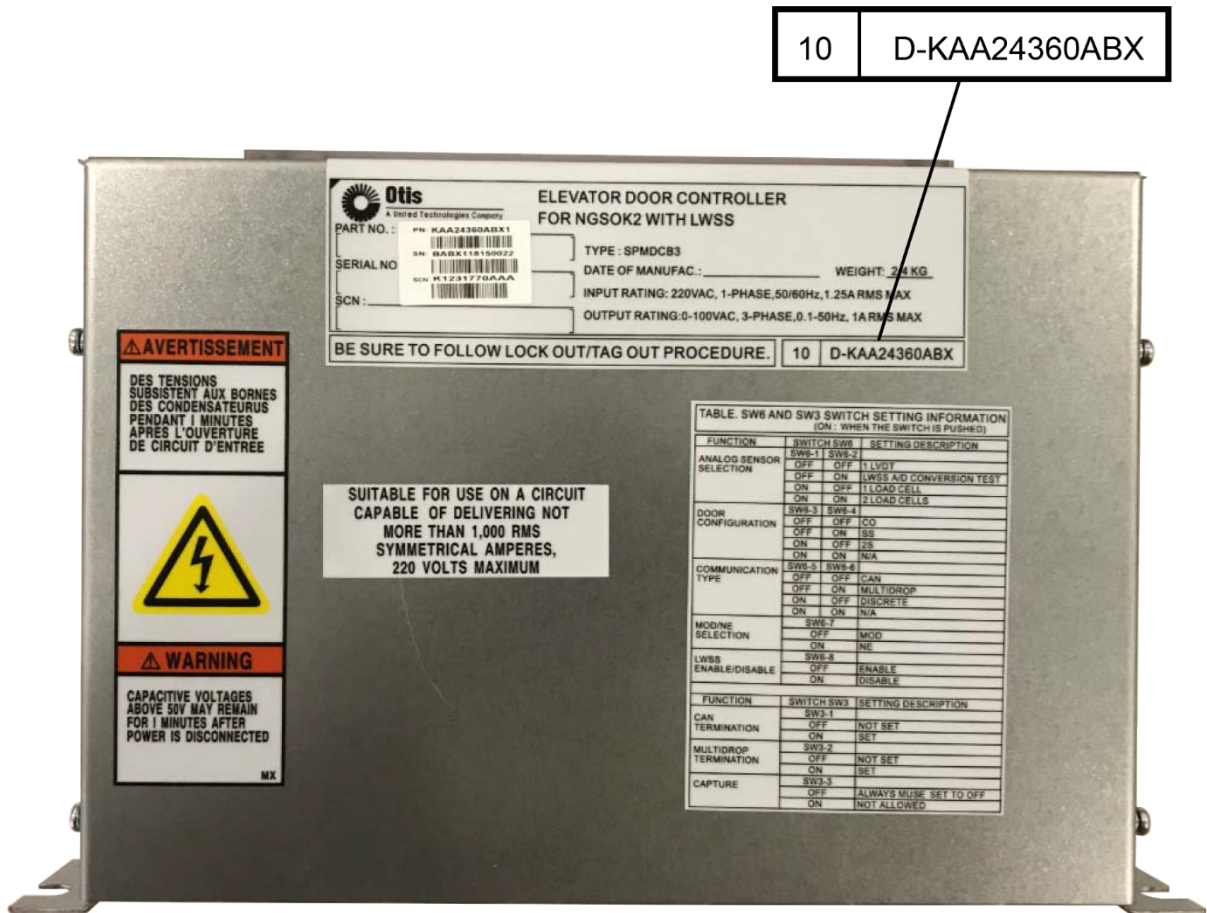 10 D-KAA24360ABX
Otis
A United Technologies Company
ELEVATOR DOOR CONTROLLER
FOR NGSOK2 WITH LWSS
PART NO. :
PN: KAA24360ABX1
SN: BABX118150022
SERIAL NO
SCN: K1231770AAA
SCN :
TYPE : SPMDCB3
DATE OF MANUFAC.: WEIGHT: 2.4 KG
INPUT RATING: 220VAC, 1-PHASE,50/60Hz,1.25A RMS MAX
OUTPUT RATING:0-100VAC, 3-PHASE,0.1-50Hz, 1A RMS MAX
BE SURE TO FOLLOW LOCK OUT/TAG OUT PROCEDURE. 10 D-KAA24360ABX
AVERTISSEMENT
DES TENSIONS
SUBSISTENT AUX BORNES
DES CONDENSATEURUS
PENDANT I MINUTES
APRES L'OUVERTURE
DE CIRCUIT D'ENTREE
WARNING
CAPACITIVE VOLTAGES
ABOVE 50V MAY REMAIN
FOR I MINUTES AFTER
POWER IS DISCONNECTED
MX
SUITABLE FOR USE ON A CIRCUIT
CAPABLE OF DELIVERING NOT
MORE THAN 1,000 RMS
SYMMETRICAL AMPERES,
220 VOLTS MAXIMUM
TABLE. SW6 AND SW3 SWITCH SETTING INFORMATION
(ON : WHEN THE SWITCH IS PUSHED)
FUNCTION SWITCH SW6 SETTING DESCRIPTION
ANALOG SENSOR SELECTION SW6-1 SW6-2
OFF OFF 1 LVDT
OFF ON LWSS A/D CONVERSION TEST
ON OFF 1 LOAD CELL
ON ON 2 LOAD CELLS
DOOR CONFIGURATION SW6-3 SW6-4
OFF OFF CO
OFF ON SS
ON OFF 2S
ON ON N/A
COMMUNICATION TYPE SW6-5 SW6-6
OFF OFF CAN
OFF ON MULTIDROP
ON OFF DISCRETE
ON ON N/A
MOD/NE SELECTION SW6-7
OFF MOD
ON NE
LWSS ENABLE/DISABLE SW6-8
OFF ENABLE
ON DISABLE
FUNCTION SWITCH SW3 SETTING DESCRIPTION
CAN TERMINATION SW3-1
OFF NOT SET
ON SET
MULTIDROP TERMINATION SW3-2
OFF NOT SET
ON SET
CAPTURE SW3-3
OFF ALWAYS MUSE SET TO OFF
ON NOT ALLOWED